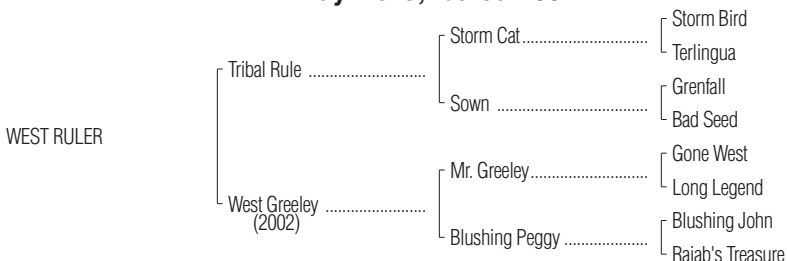 Storm Bird
Storm Cat
Terlingua
Tribal Rule
Grenfall
Sown
Bad Seed
WEST RULER
Gone West
Mr. Greeley
Long Legend
West Greeley
(2002)
Blushing John
Blushing Peggy
Rajab's Treasure